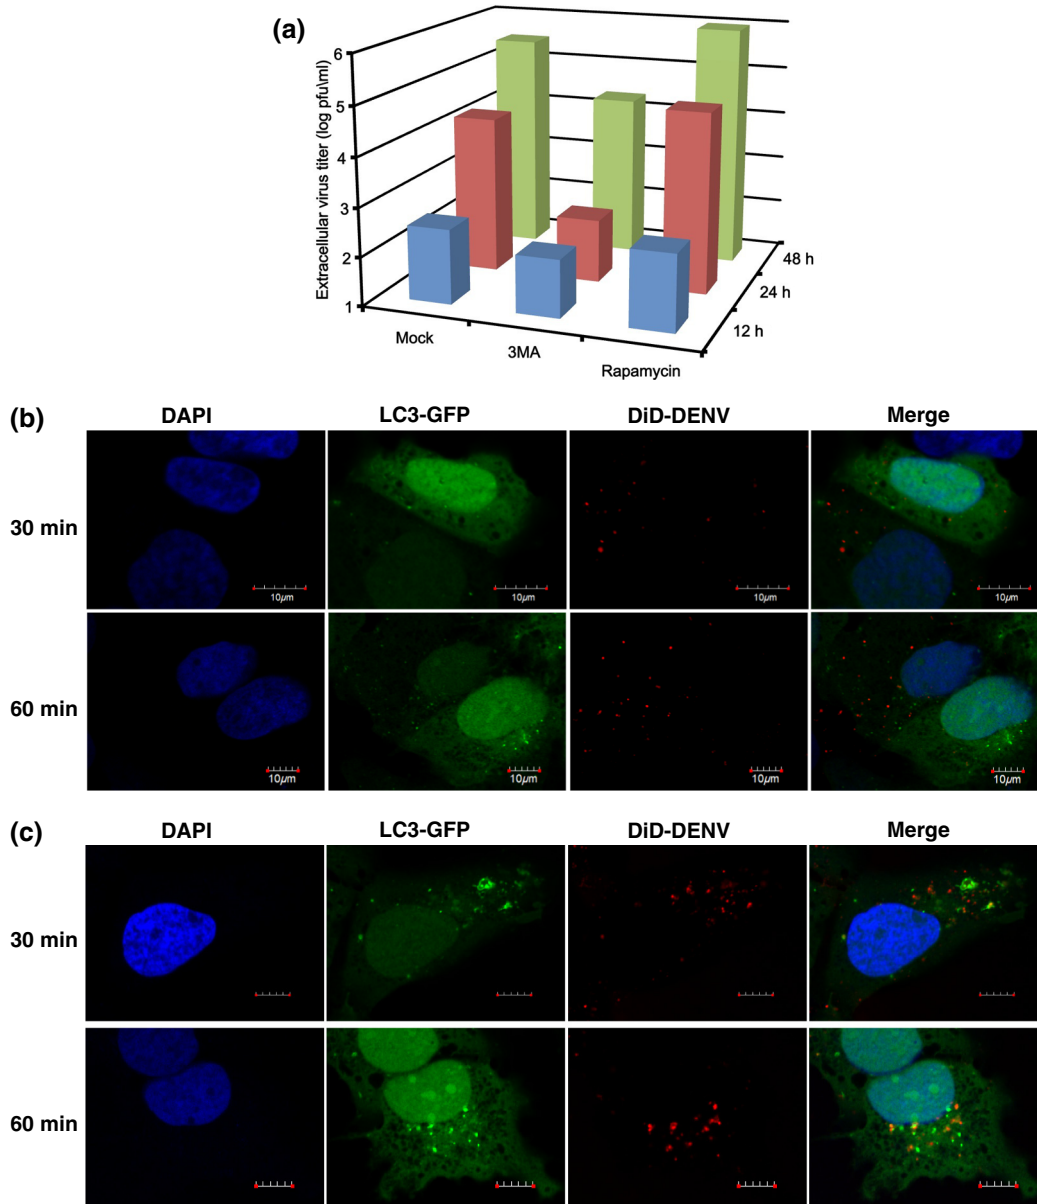 (a)
Extracellular virus titer (log pfu\ml)
6
5
4
3
2
1
Mock
3MA
Rapamycin
48 h
24 h
12 h
(b)
DAPI LC3-GFP DiD-DENV Merge
30 min
10µm 10µm 10µm 10µm
60 min
10µm 10µm 10µm 10µm
(c)
DAPI LC3-GFP DiD-DENV Merge
30 min
60 min